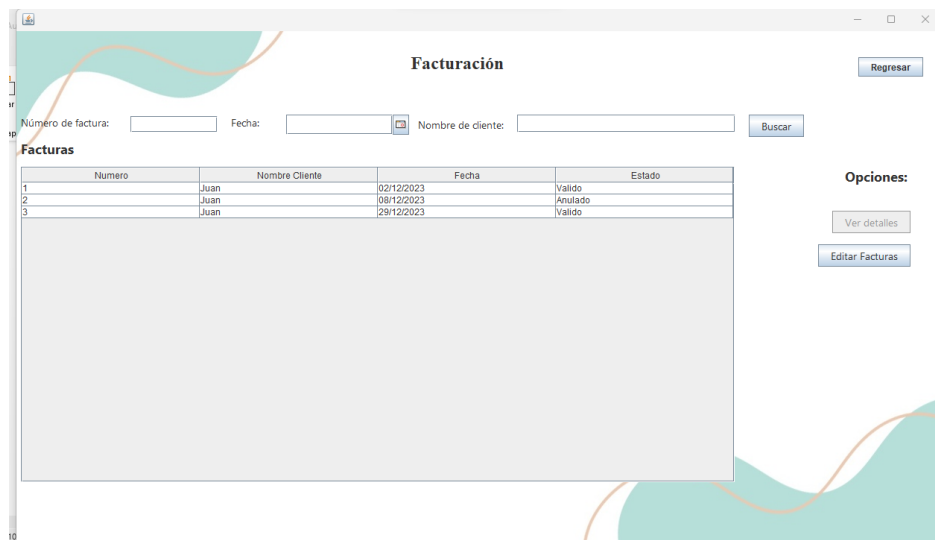 Facturación
Regresar
Número de factura: Fecha: Nombre de cliente: Buscar
Facturas
Numero Nombre Cliente Fecha Estado
1 Juan 02/12/2023 Valido
2 Juan 08/12/2023 Anulado
3 Juan 29/12/2023 Valido
Opciones:
Ver detalles
Editar Facturas
ar
10